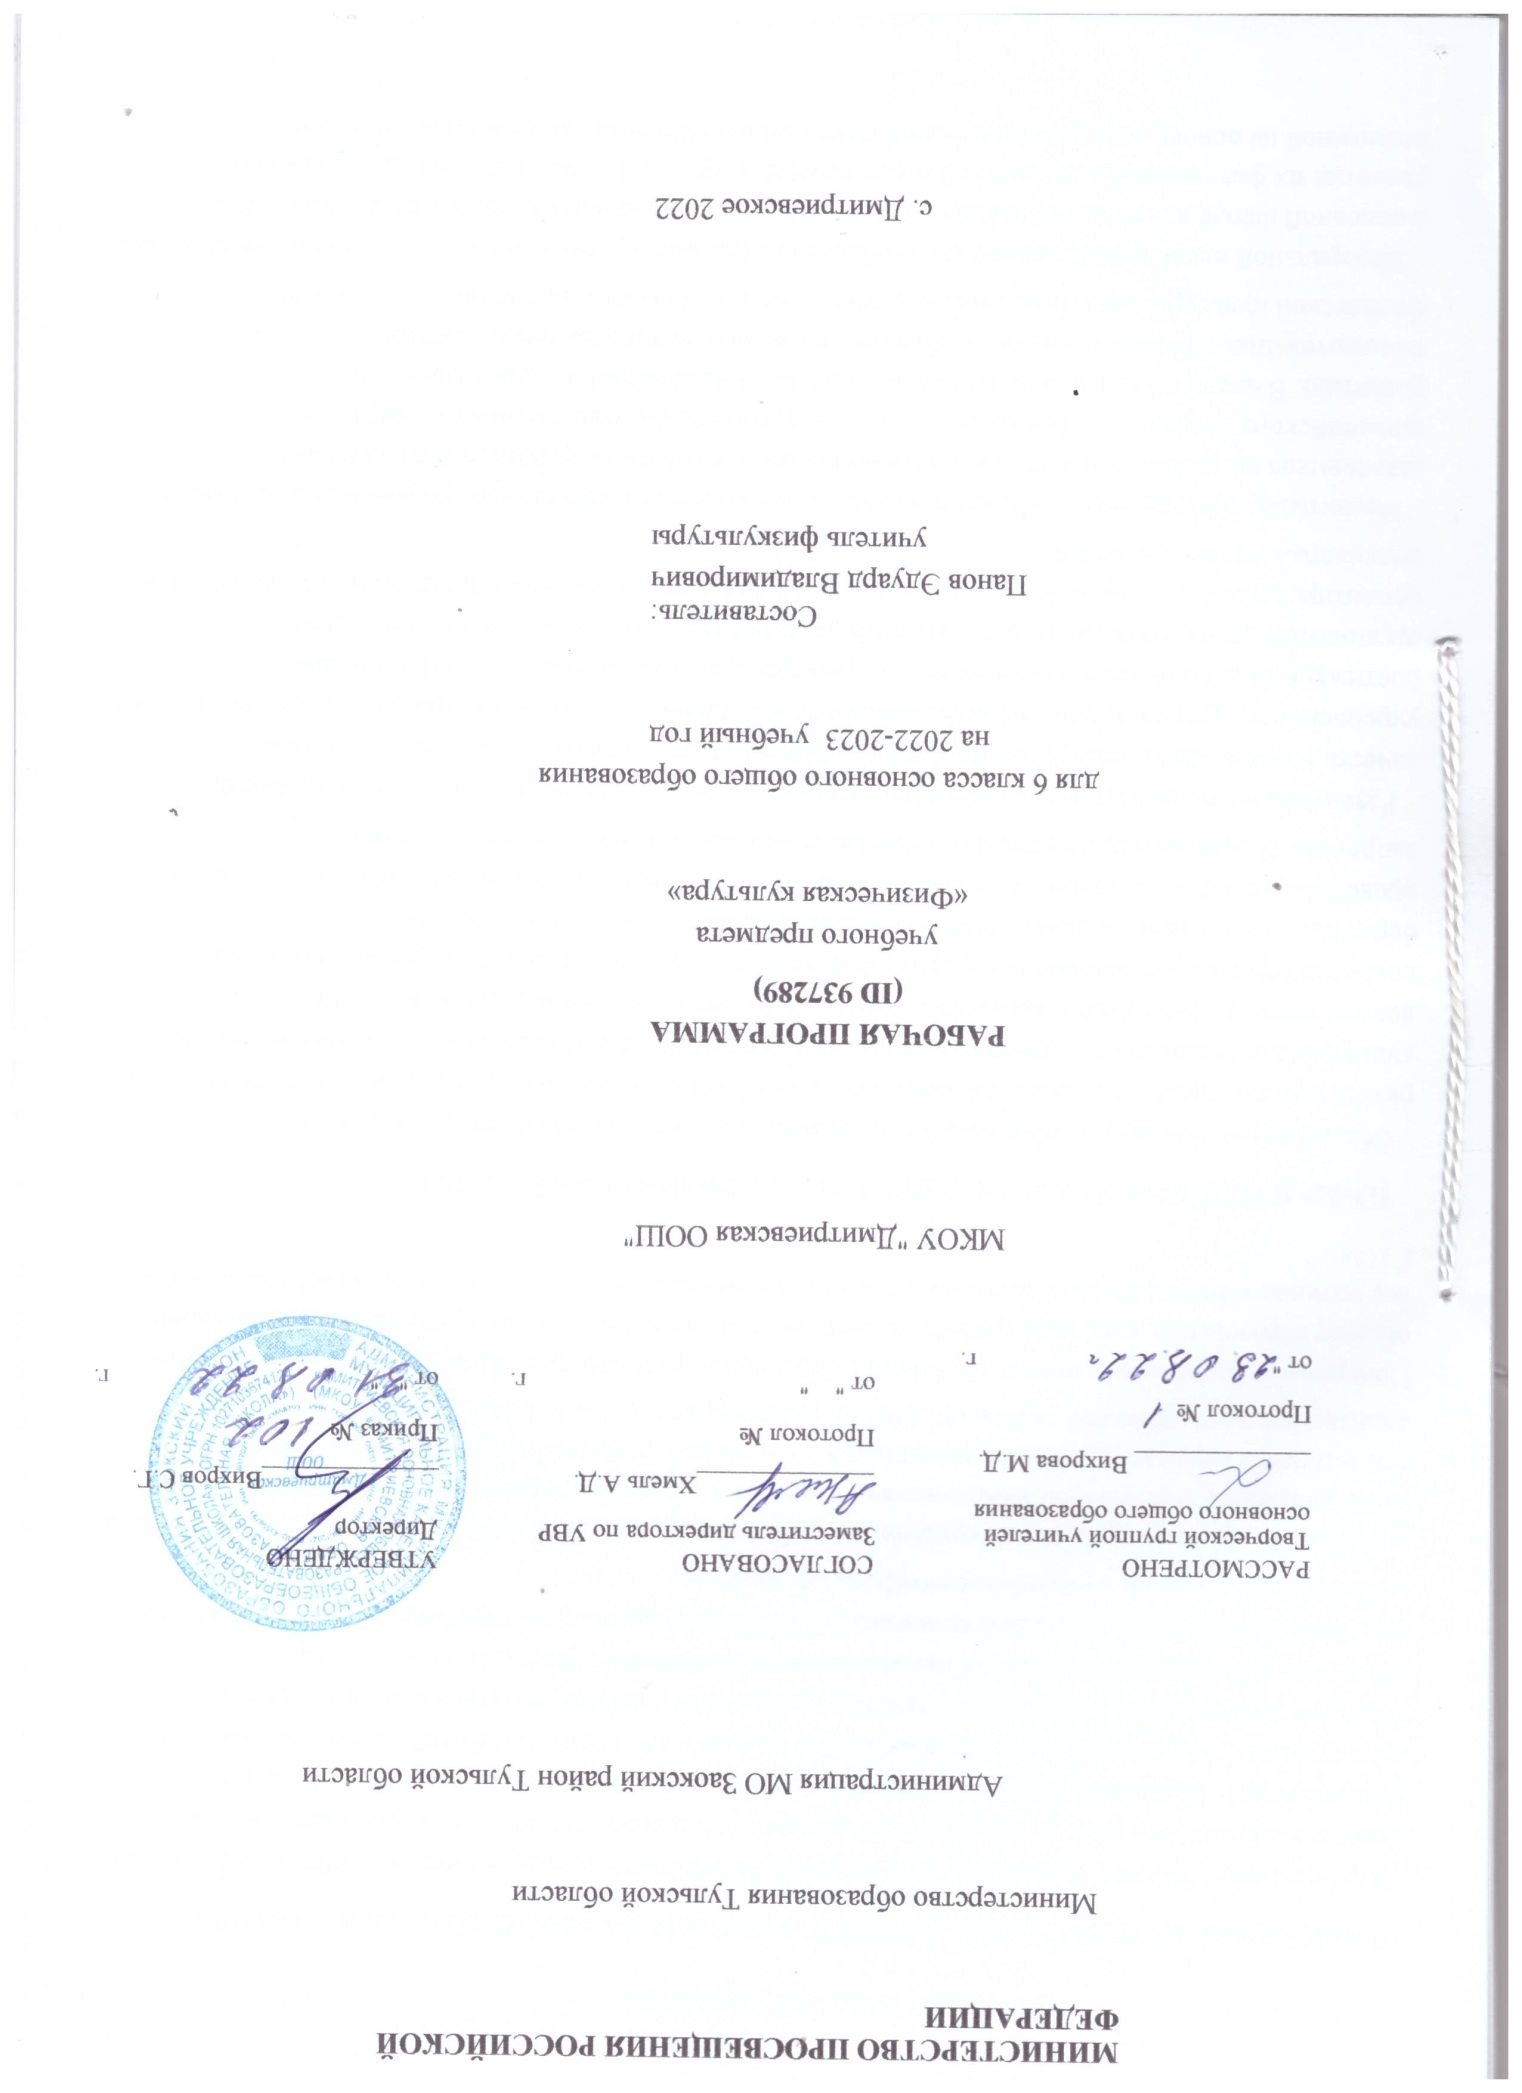 МИНИСТЕРСТВО ПРОСВЕЩЕНИЯ РОССИЙСКОЙ
ФЕДЕРАЦИИ
Министерство образования Тульской области
Администрация МО Заокский район Тульской области
РАССМОТРЕНО
Творческой группой учителей
основного общего образования
Вихрова М.Д.
Протокол № 1
от "23.08.22г г.
СОГЛАСОВАНО
Заместитель директора по УВР
Хмель А.Д.
Протокол №
от " " г.
УТВЕРЖДЕНО
Директор
Вихров С.Г.
Приказ № 102
от "31" 08 22 г.
МКОУ "Дмитриевская ООШ"
РАБОЧАЯ ПРОГРАММА
(ID 937289)
учебного предмета
«Физическая культура»
для 6 класса основного общего образования
на 2022-2023 учебный год
Составитель:
Панов Эдуард Владимирович
учитель физкультуры
с. Дмитриевское 2022